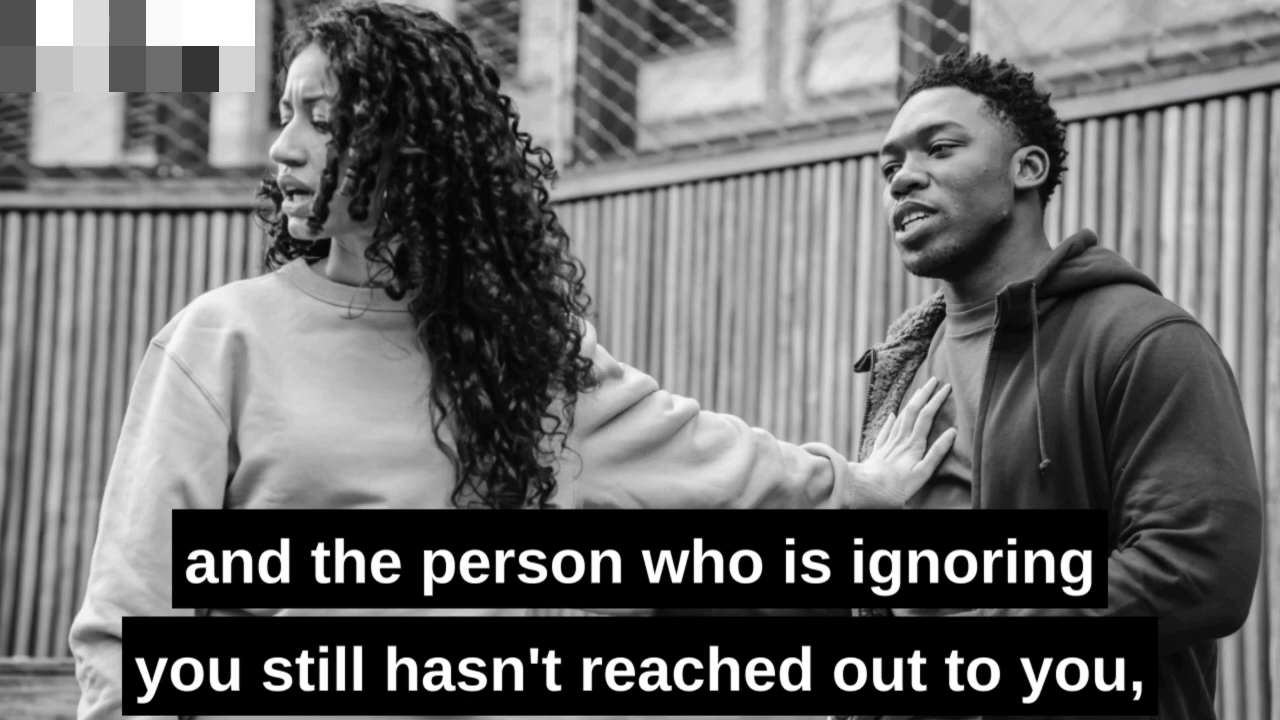 and the person who is ignoring
you still hasn't reached out to you,